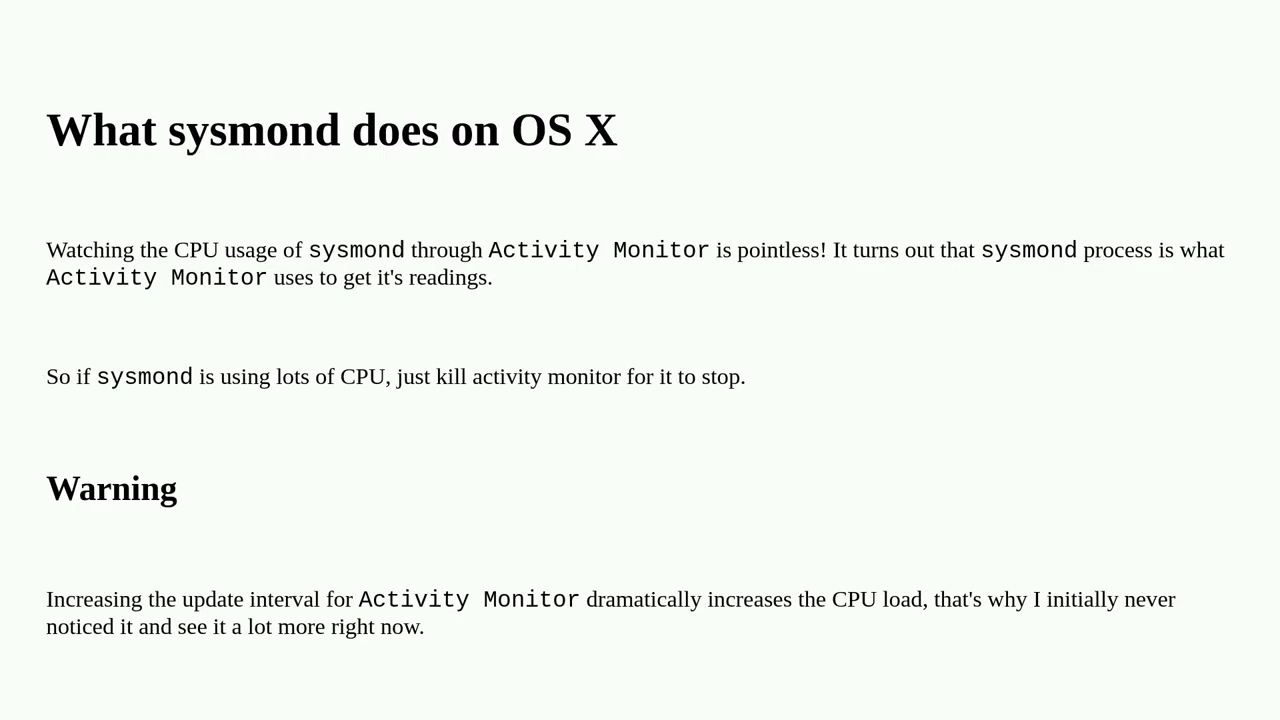 What sysmond does on OS X
Watching the CPU usage of sysmond through Activity Monitor is pointless! It turns out that sysmond process is what
Activity Monitor uses to get it's readings.
So if sysmond is using lots of CPU, just kill activity monitor for it to stop.
Warning
Increasing the update interval for Activity Monitor dramatically increases the CPU load, that's why I initially never
noticed it and see it a lot more right now.